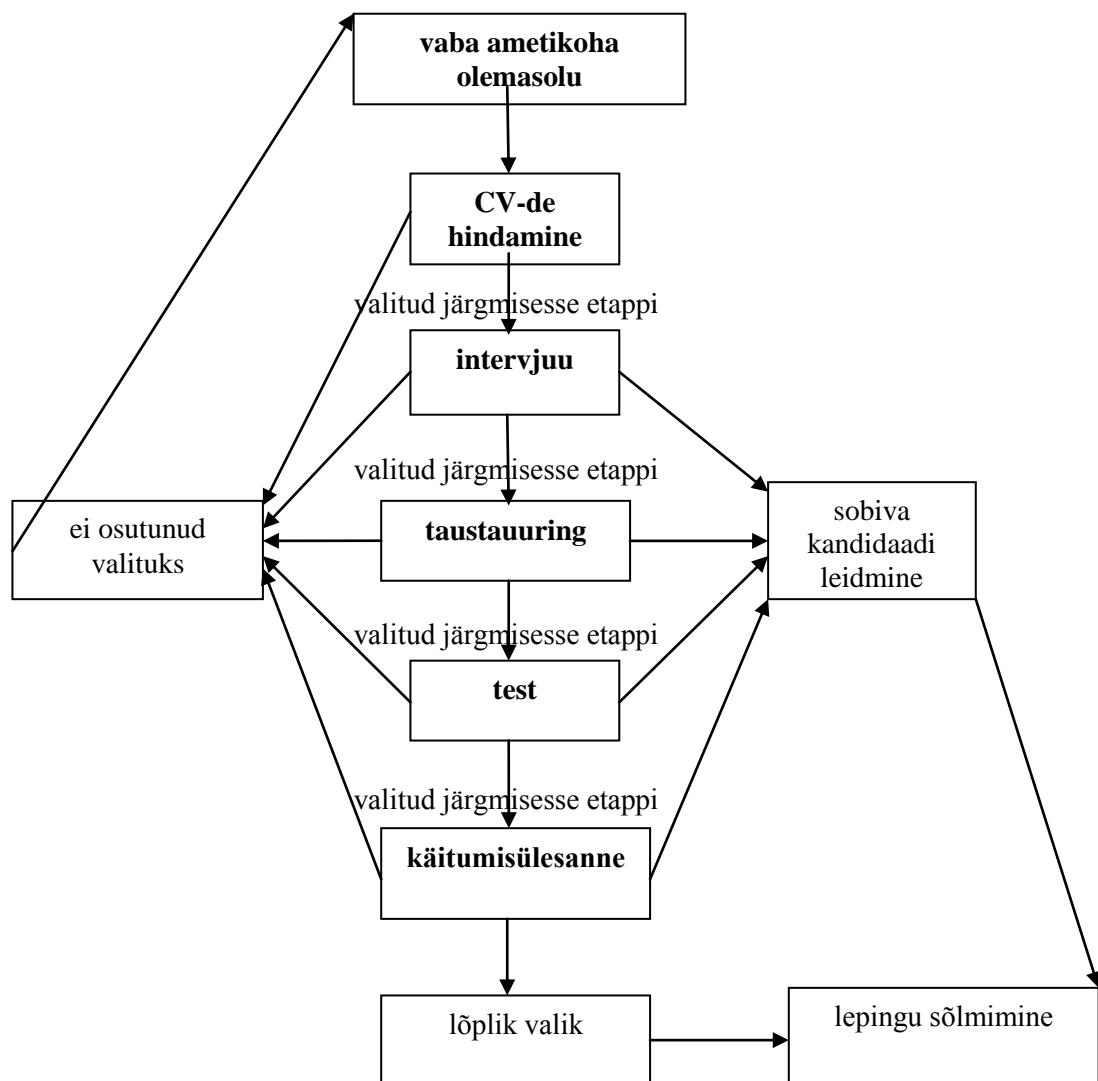 vaba ametikoha
olemasolu
CV-de
hindamine
valitud järgmisesse etappi
intervjuu
valitud järgmisesse etappi
ei osutunud
valituks
taustauuring
sobiva
kandidaadi
leidmine
valitud järgmisesse etappi
test
valitud järgmisesse etappi
käitumisülesanne
lõplik valik
lepingu sõlmimine